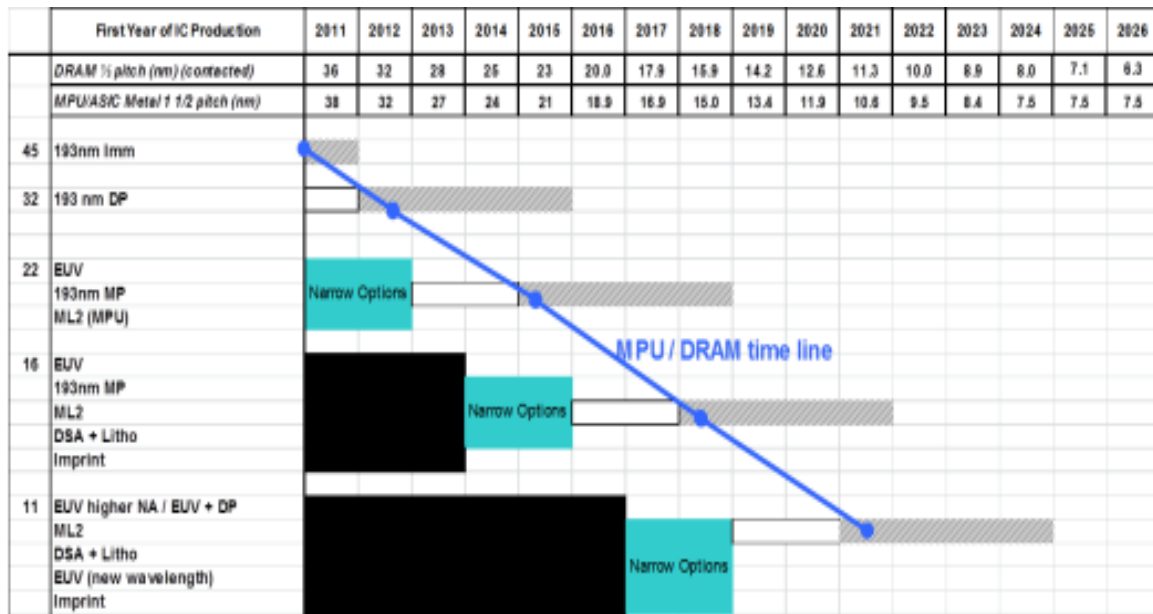 First Year of IC Production 2011 2012 2013 2014 2015 2016 2017 2018 2019 2020 2021 2022 2023 2024 2025 2026
DRAM ½ pitch (nm) (contacted) 36 32 28 25 23 20.0 17.9 15.9 14.2 12.6 11.3 10.0 8.9 8.0 7.1 6.3
MPU/ASIC Metal 1 1/2 pitch (nm) 38 32 27 24 21 18.9 16.9 15.0 13.4 11.9 10.6 9.5 8.4 7.5 7.5 7.5
45 193nm Imm
32 193 nm DP
22 EUV
193nm MP
ML2 (MPU)
Narrow Options
MPU / DRAM time line
16 EUV
193nm MP
ML2
DSA + Litho
Imprint
Narrow Options
11 EUV higher NA / EUV + DP
ML2
DSA + Litho
EUV (new wavelength)
Imprint
Narrow Options